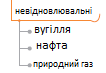 невідновлювальні
вугілля
нафта
природний газ